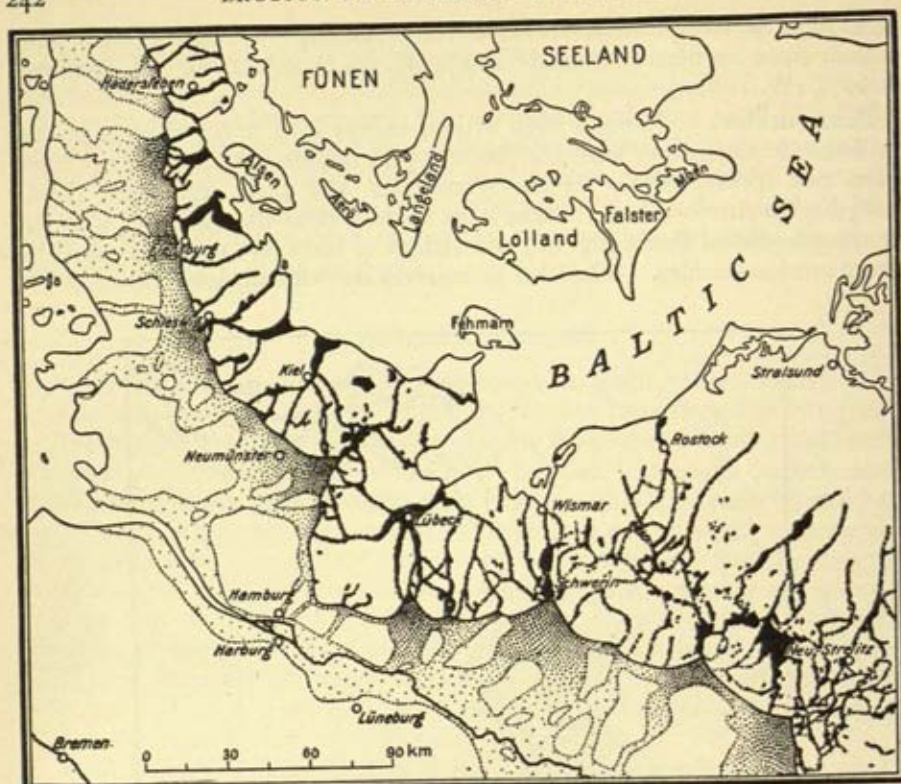 242
FÜNEN
SEELAND
Hadersleben
Alsen
Ærö
Langeland
Möen
Lolland
Falster
SEA
Schleswig
Fehmarn
BALTIC
Kiel
Stralsund
Neumünster
Rostock
Wismar
Lübeck
Schwerin
Hamburg
Harburg
Neu-Strelitz
Lüneburg
Bremen
0 30 60 90 km